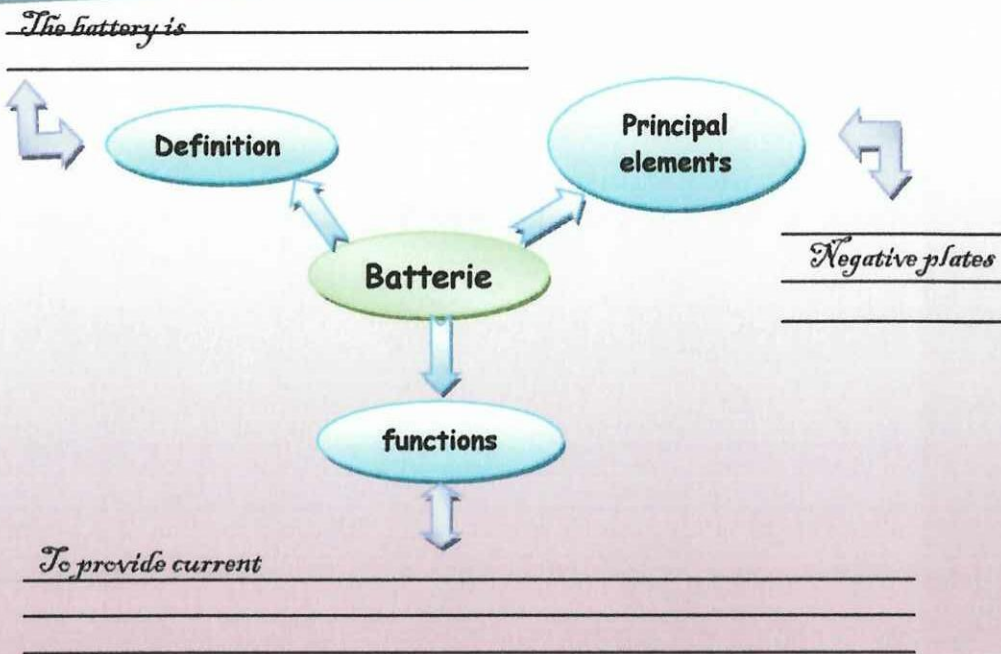 The battery is
Definition
Principal
elements
Batterie
Negative plates
functions
To provide current